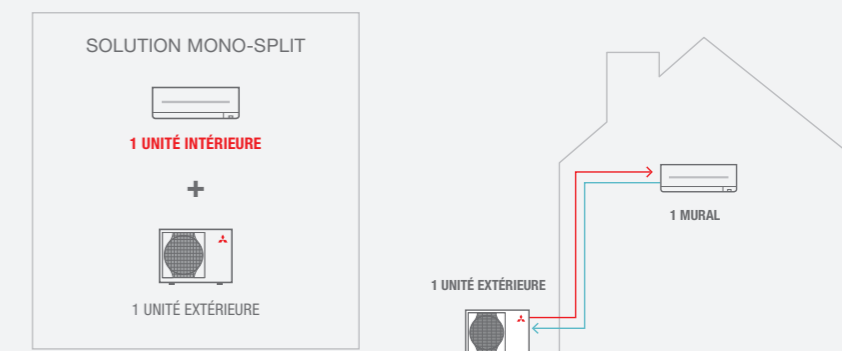 SOLUTION MONO-SPLIT
1 UNITÉ INTÉRIEURE
+
1 UNITÉ EXTÉRIEURE
1 MURAL
1 UNITÉ EXTÉRIEURE